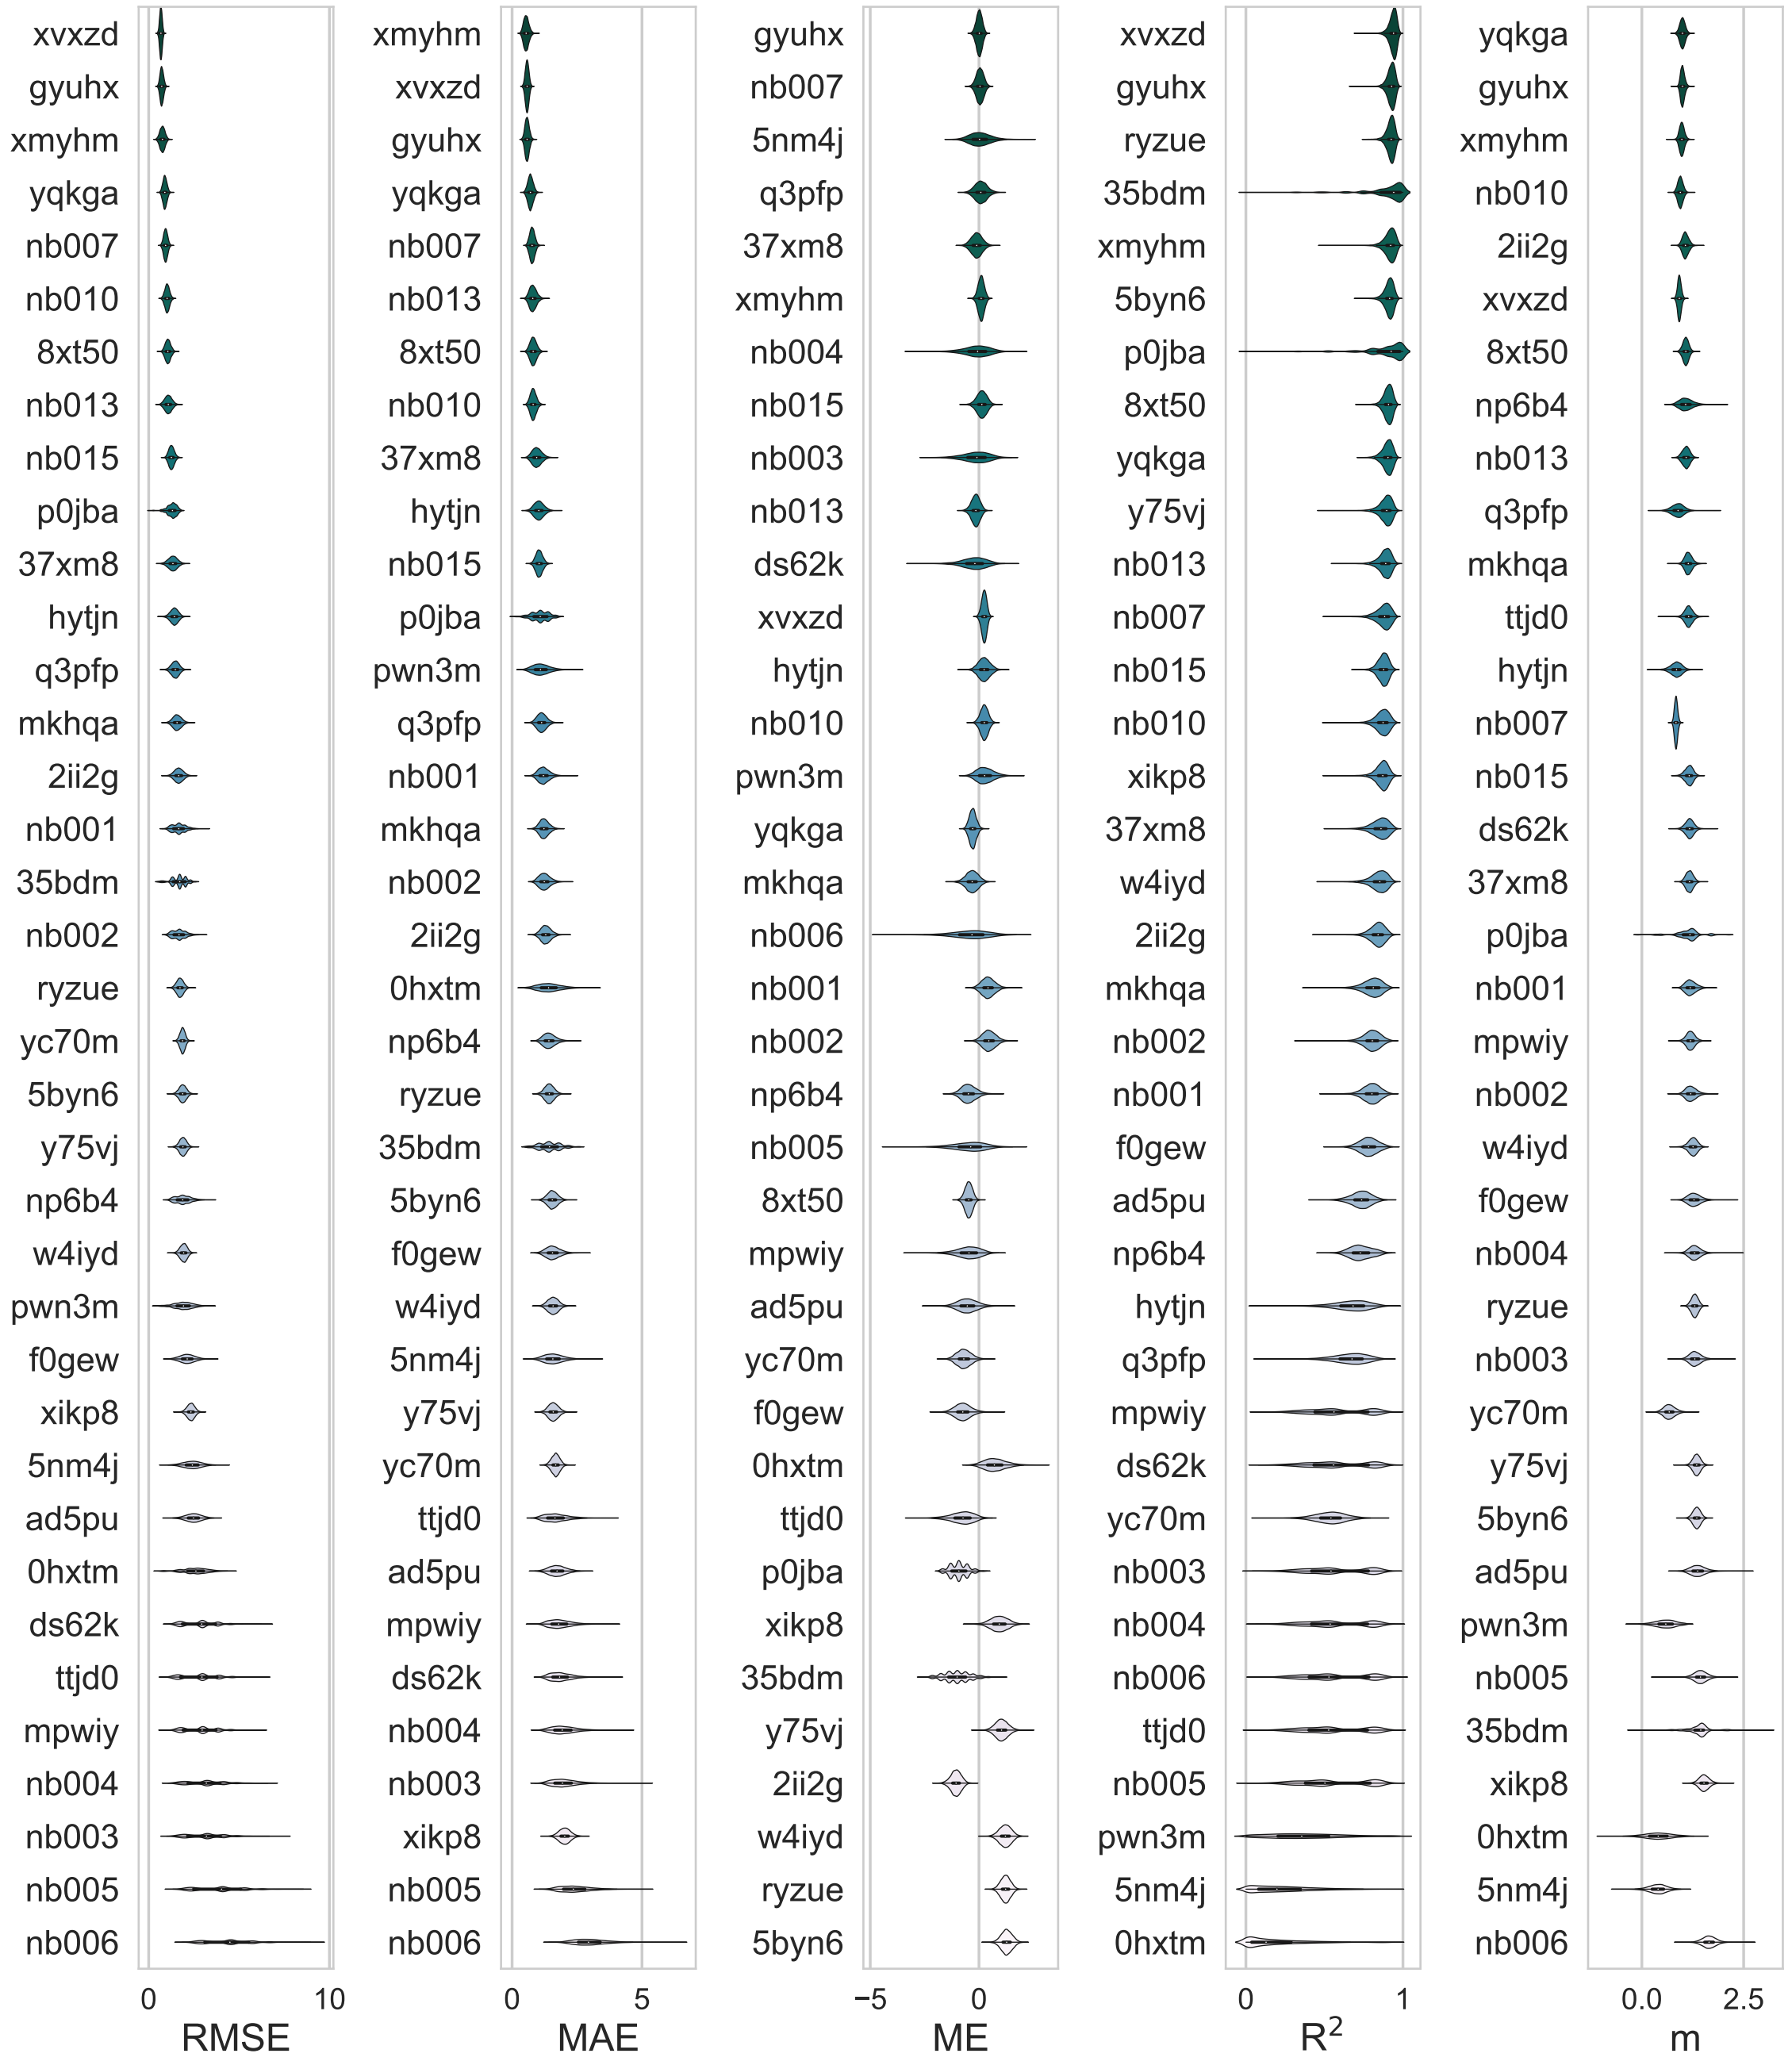 xvxzd xmyhm gyuhx xvxzd yqkga
gyuhx xvxzd nb007 gyuhx gyuhx
xmyhm gyuhx 5nm4j ryzue xmyhm
yqkga yqkga q3pfp 35bdm nb010
nb007 nb007 37xm8 xmyhm 2ii2g
nb010 nb013 xmyhm 5byn6 xvxzd
8xt50 8xt50 nb004 p0jba 8xt50
nb013 nb010 nb015 8xt50 np6b4
nb015 37xm8 nb003 yqkga nb013
p0jba hytjn nb013 y75vj q3pfp
37xm8 nb015 ds62k nb013 mkhqa
hytjn p0jba xvxzd nb007 ttjd0
q3pfp pwn3m hytjn nb015 hytjn
mkhqa q3pfp nb010 nb010 nb007
2ii2g nb001 pwn3m xikp8 nb015
nb001 mkhqa yqkga 37xm8 ds62k
35bdm nb002 mkhqa w4iyd 37xm8
nb002 2ii2g nb006 2ii2g p0jba
ryzue 0hxtm nb001 mkhqa nb001
yc70m np6b4 nb002 nb002 mpwiy
5byn6 ryzue np6b4 nb001 nb002
y75vj 35bdm nb005 f0gew w4iyd
np6b4 5byn6 8xt50 ad5pu f0gew
w4iyd f0gew mpwiy np6b4 nb004
pwn3m w4iyd ad5pu hytjn ryzue
f0gew 5nm4j yc70m q3pfp nb003
xikp8 y75vj f0gew mpwiy yc70m
5nm4j yc70m 0hxtm ds62k y75vj
ad5pu ttjd0 ttjd0 yc70m 5byn6
0hxtm ad5pu p0jba nb003 ad5pu
ds62k mpwiy xikp8 nb004 pwn3m
ttjd0 ds62k 35bdm nb006 nb005
mpwiy nb004 y75vj ttjd0 35bdm
nb004 nb003 2ii2g nb005 xikp8
nb003 xikp8 w4iyd pwn3m 0hxtm
nb005 nb005 ryzue 5nm4j 5nm4j
nb006 nb006 5byn6 0hxtm nb006
0 10 0 5 −5 0 0 1 0.0 2.5
RMSE MAE ME R² m